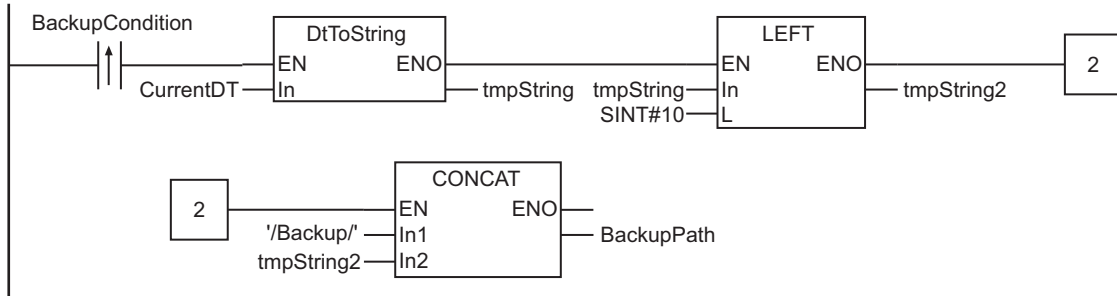 BackupCondition
DtToString
LEFT
EN ENO EN ENO 2
CurrentDT In tmpString tmpString In tmpString2
SINT#10 L
CONCAT
2 EN ENO
'/Backup/' In1 BackupPath
tmpString2 In2